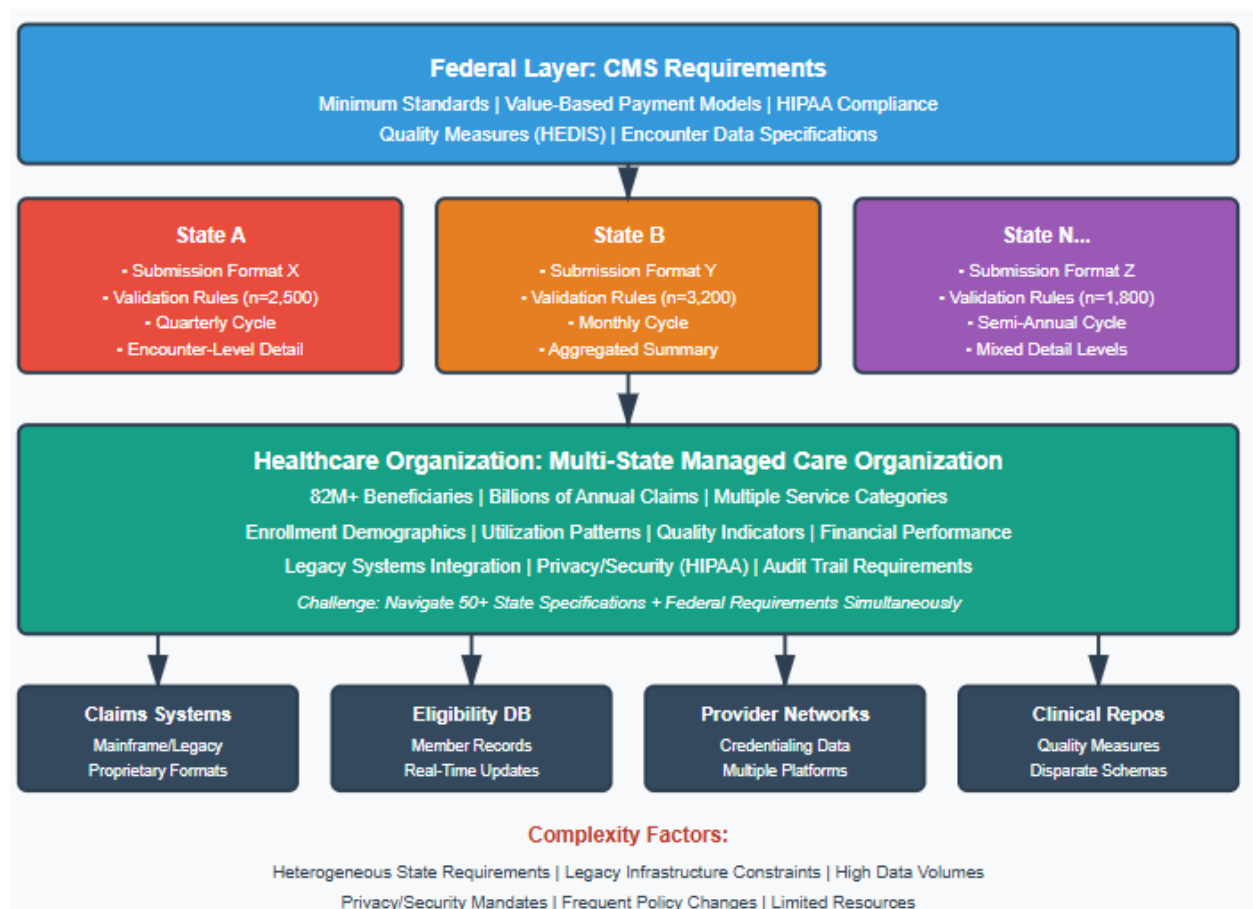 Federal Layer: CMS Requirements
Minimum Standards | Value-Based Payment Models | HIPAA Compliance
Quality Measures (HEDIS) | Encounter Data Specifications
State A
• Submission Format X
• Validation Rules (n=2,500)
• Quarterly Cycle
• Encounter-Level Detail
State B
• Submission Format Y
• Validation Rules (n=3,200)
• Monthly Cycle
• Aggregated Summary
State N...
• Submission Format Z
• Validation Rules (n=1,800)
• Semi-Annual Cycle
• Mixed Detail Levels
Healthcare Organization: Multi-State Managed Care Organization
82M+ Beneficiaries | Billions of Annual Claims | Multiple Service Categories
Enrollment Demographics | Utilization Patterns | Quality Indicators | Financial Performance
Legacy Systems Integration | Privacy/Security (HIPAA) | Audit Trail Requirements
Challenge: Navigate 50+ State Specifications + Federal Requirements Simultaneously
Claims Systems
Mainframe/Legacy
Proprietary Formats
Eligibility DB
Member Records
Real-Time Updates
Provider Networks
Credentialing Data
Multiple Platforms
Clinical Repos
Quality Measures
Disparate Schemas
Complexity Factors:
Heterogeneous State Requirements | Legacy Infrastructure Constraints | High Data Volumes
Privacy/Security Mandates | Frequent Policy Changes | Limited Resources